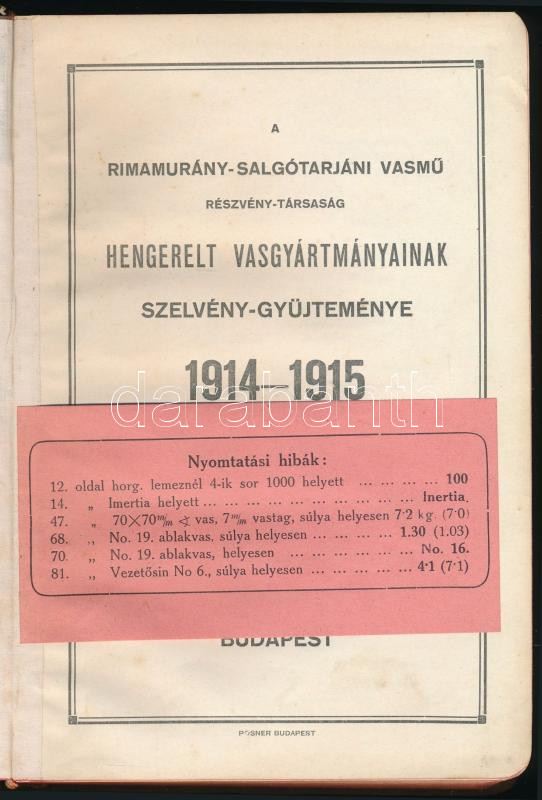 A
RIMAMURÁNY-SALGÓTARJÁNI VASMŰ
RÉSZVÉNY-TÁRSASÁG
HENGERELT VASGYÁRTMÁNYAINAK
SZELVÉNY-GYÜJTEMÉNYE
1914—1915
darabanth
Nyomtatási hibák:
12. oldal horg. lemeznél 4-ik sor 1000 helyett ... ... ... ... 100
14. „ Imertia helyett ... ... ... ... ... ... ... ... ... ... Inertia.
47. „ 70×70 m/m ∢ vas, 7 m/m vastag, súlya helyesen 7·2 kg. (7·0)
68. „ No. 19. ablakvas, súlya helyesen ... ... ... ... ... 1.30 (1.03)
70. „ No. 19. ablakvas, helyesen ... ... ... ... ... ... No. 16.
81. „ Vezetősin No 6., súlya helyesen ... ... ... ... ... 4·1 (7·1)
BUDAPEST
POSNER BUDAPEST